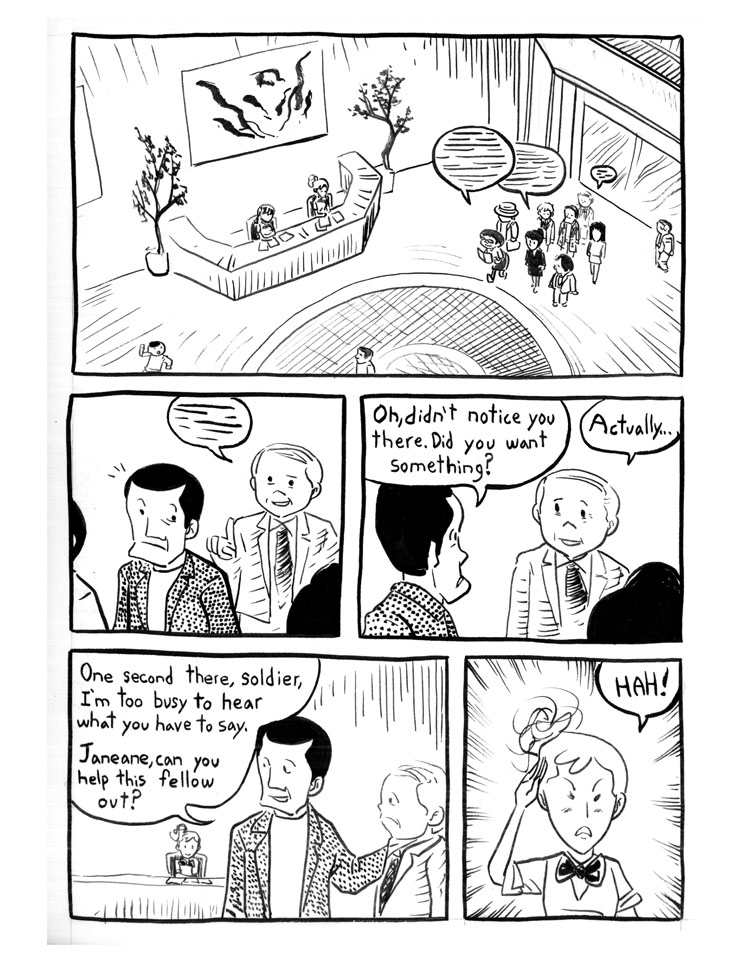 Oh, didn't notice you
there. Did you want
something?
Actually...
One second there, soldier,
I'm too busy to hear
what you have to say.
Janeane, can you
help this fellow
out?
HAH!